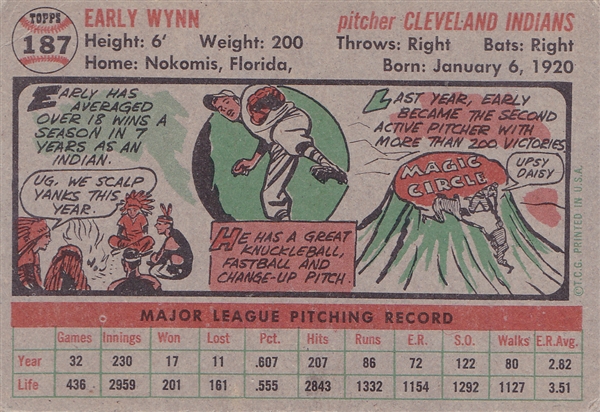 TOPPS
187
EARLY WYNN
pitcher CLEVELAND INDIANS
Height: 6' Weight: 200
Throws: Right Bats: Right
Home: Nokomis, Florida,
Born: January 6, 1920
EARLY HAS
AVERAGED
OVER 18 WINS
A SEASON IN 7
YEARS AS AN
INDIAN.
UG. WE SCALP
YANKS THIS
YEAR.
HE HAS A GREAT
KNUCKLEBALL,
FASTBALL AND
CHANGE-UP PITCH.
LAST YEAR, EARLY
BECAME THE SECOND
ACTIVE PITCHER WITH
MORE THAN 200 VICTORIES.
MAGIC
CIRCLE
UPSY
DAISY
©T.C.G. PRINTED IN U.S.A.
MAJOR LEAGUE PITCHING RECORD
Games Innings Won Lost Pct. Hits Runs E.R. S.O. Walks E.R.Avg.
Year 32 230 17 11 .607 207 86 72 122 80 2.82
Life 436 2959 201 161 .555 2843 1332 1154 1292 1127 3.51